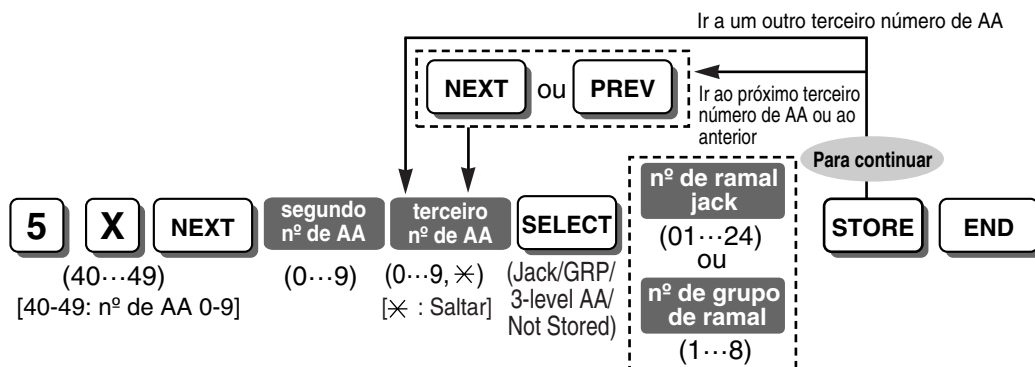 Ir a um outro terceiro número de AA
NEXT ou PREV
Ir ao próximo terceiro
número de AA ou ao
anterior
Para continuar
5 X NEXT
segundo
nº de AA
terceiro
nº de AA
SELECT
nº de ramal
jack
(01···24)
ou
nº de grupo
de ramal
(1···8)
STORE END
(40···49)
[40-49: nº de AA 0-9]
(0···9)
(0···9, ✳)
[✳ : Saltar]
(Jack/GRP/
3-level AA/
Not Stored)